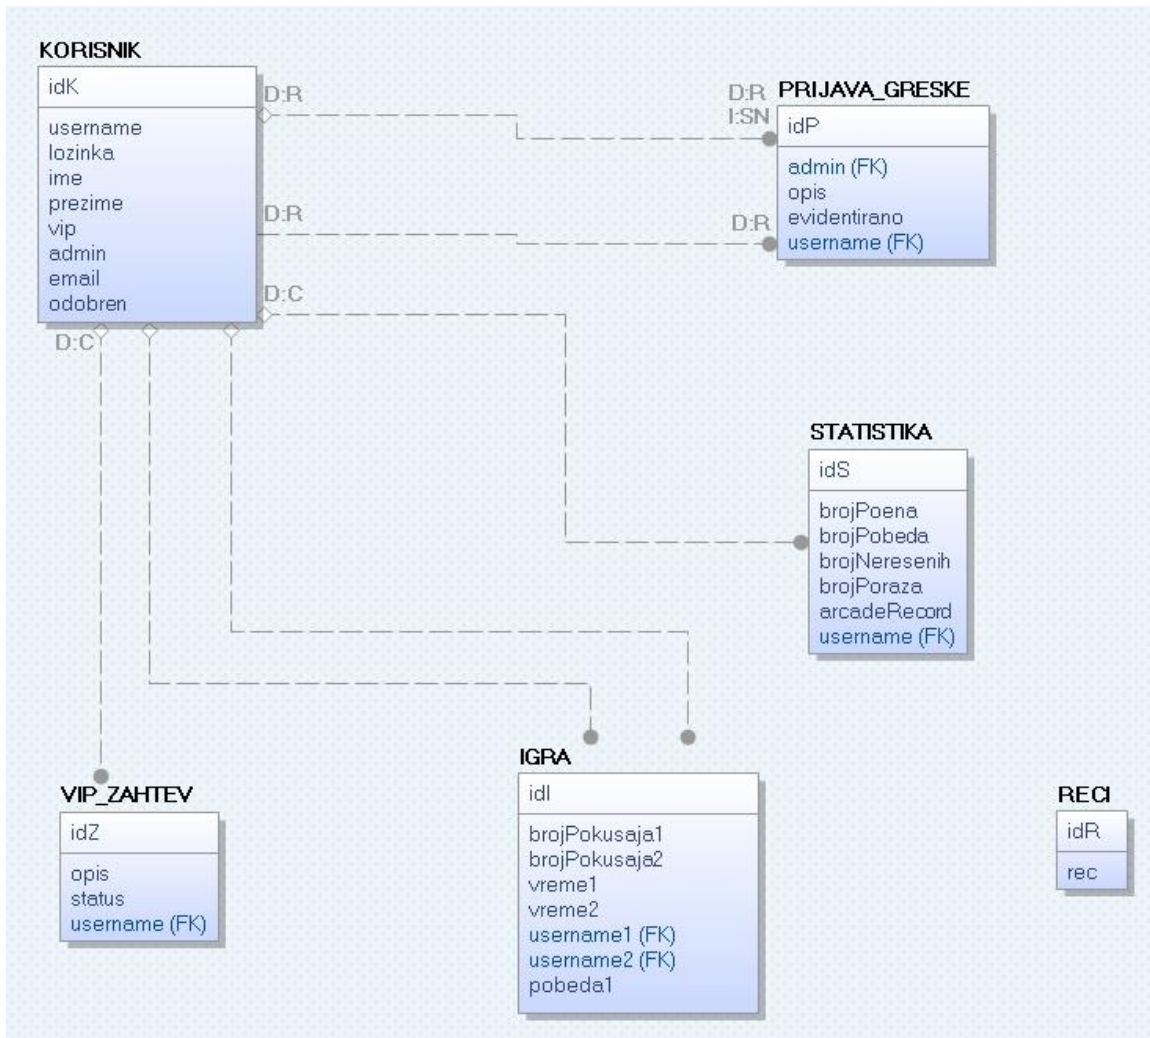 KORISNIK
idK
username
lozinka
ime
prezime
vip
admin
email
odobren
D:R
D:R
D:C
D:C
D:R
I:SN
D:R
PRIJAVA_GRESKE
idP
admin (FK)
opis
evidentirano
username (FK)
STATISTIKA
idS
brojPoena
brojPobeda
brojNeresenih
brojPoraza
arcadeRecord
username (FK)
VIP_ZAHTEV
idZ
opis
status
username (FK)
IGRA
idI
brojPokusaja1
brojPokusaja2
vreme1
vreme2
username1 (FK)
username2 (FK)
pobeda1
RECI
idR
rec